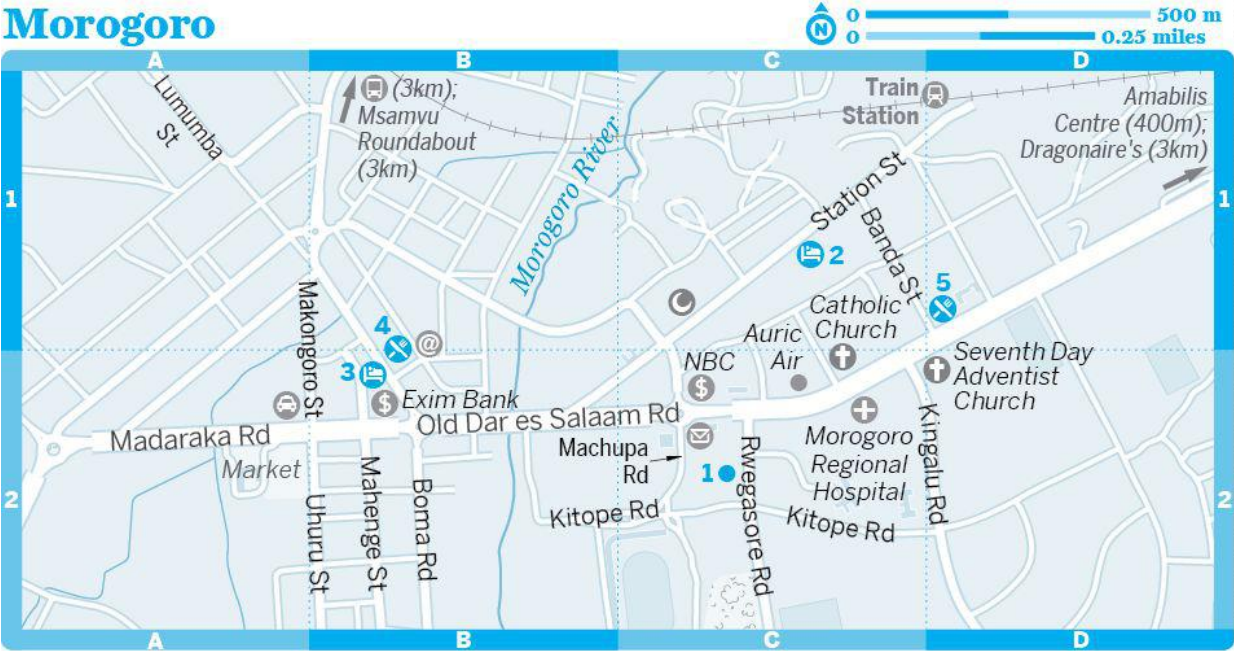 Morogoro
N
0 500 m
0 0.25 miles
A
B
C
D
1
1
Lumumba
St
(3km);
Msamvu
Roundabout
(3km)
Morogoro River
Train
Station
Amabilis
Centre (400m);
Dragonaire's (3km)
Station St
Banda St
2
5
Catholic
Church
Auric
Air
Makongoro St
4
@
3
$
Exim Bank
NBC
$
Seventh Day
Adventist
Church
Madaraka Rd
Old Dar es Salaam Rd
Market
Machupa
Rd
1
Morogoro
Regional
Hospital
Kingalu Rd
2
2
Uhuru St
Mahenge St
Boma Rd
Kitope Rd
Rwegasore Rd
Kitope Rd
A
B
C
D